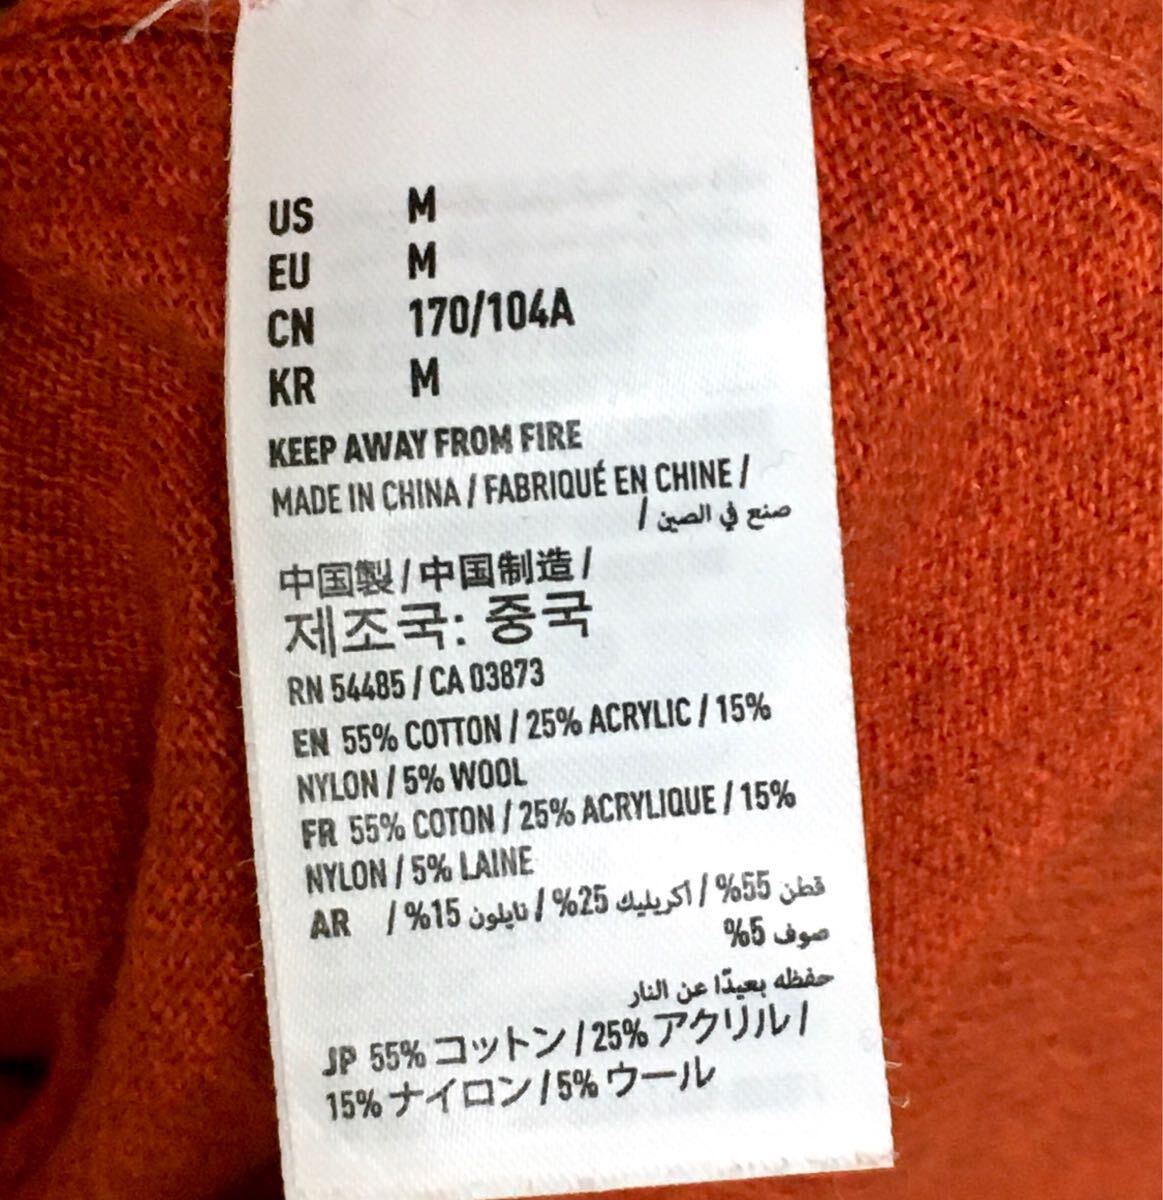 US M
EU M
CN 170/104A
KR M
KEEP AWAY FROM FIRE
MADE IN CHINA / FABRIQUÉ EN CHINE /
صنع في الصين /
中国製 / 中国制造 /
제조국: 중국
RN 54485 / CA 03873
EN 55% COTTON / 25% ACRYLIC / 15%
NYLON / 5% WOOL
FR 55% COTON / 25% ACRYLIQUE / 15%
NYLON / 5% LAINE
AR قطن 55% / أكريليك 25% / نايلون 15% /
صوف 5%
حفظه بعيدًا عن النار
JP 55% コットン / 25% アクリル /
15% ナイロン / 5% ウール